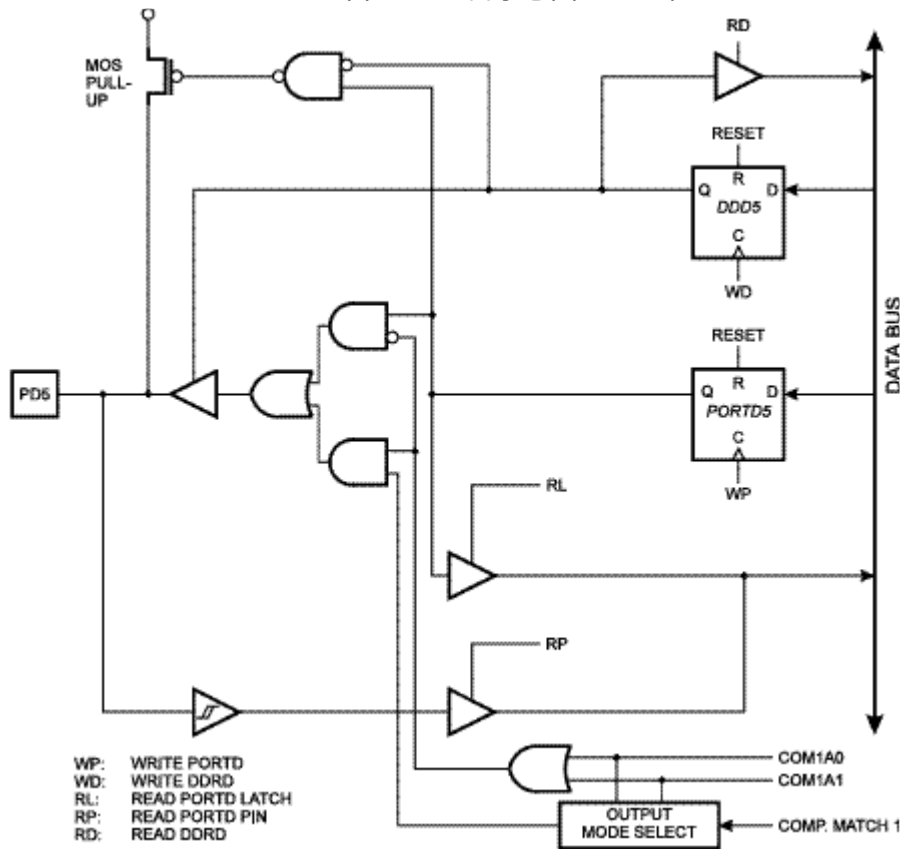 RD
MOS
PULL-
UP
RESET
R
Q
D
DDD5
C
WD
RESET
R
Q
D
PORTD5
C
WP
DATA BUS
PD5
RL
RP
WP: WRITE PORTD
WD: WRITE DDRD
RL: READ PORTD LATCH
RP: READ PORTD PIN
RD: READ DDRD
COM1A0
COM1A1
OUTPUT
MODE SELECT
COMP. MATCH 1